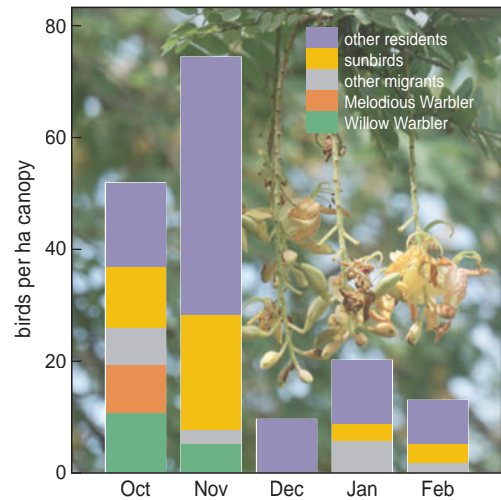 80
60
40
20
0
birds per ha canopy
other residents
sunbirds
other migrants
Melodious Warbler
Willow Warbler
Oct Nov Dec Jan Feb